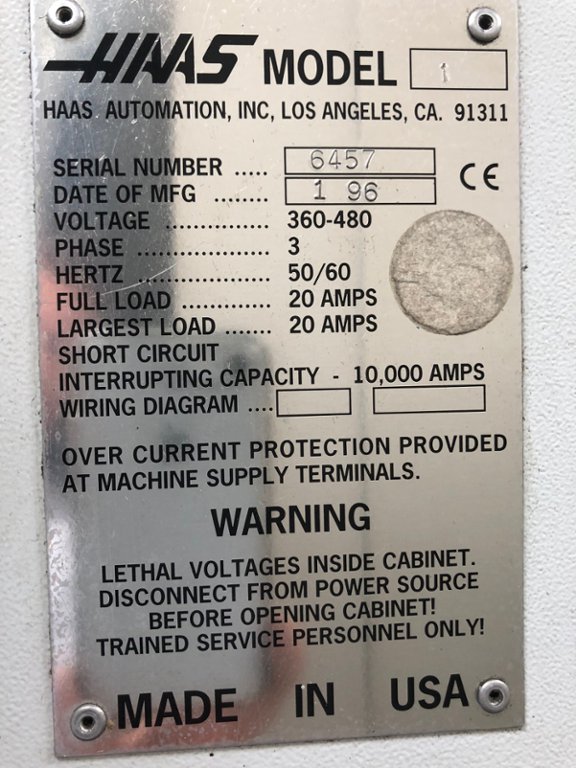 HAAS MODEL 1
HAAS AUTOMATION, INC, LOS ANGELES, CA. 91311
SERIAL NUMBER ..... 6457
DATE OF MFG ........ 1 96
CE
VOLTAGE ............... 360-480
PHASE .................... 3
HERTZ ................... 50/60
FULL LOAD ............. 20 AMPS
LARGEST LOAD ....... 20 AMPS
SHORT CIRCUIT
INTERRUPTING CAPACITY - 10,000 AMPS
WIRING DIAGRAM ....
OVER CURRENT PROTECTION PROVIDED
AT MACHINE SUPPLY TERMINALS.
WARNING
LETHAL VOLTAGES INSIDE CABINET.
DISCONNECT FROM POWER SOURCE
BEFORE OPENING CABINET!
TRAINED SERVICE PERSONNEL ONLY!
MADE IN USA